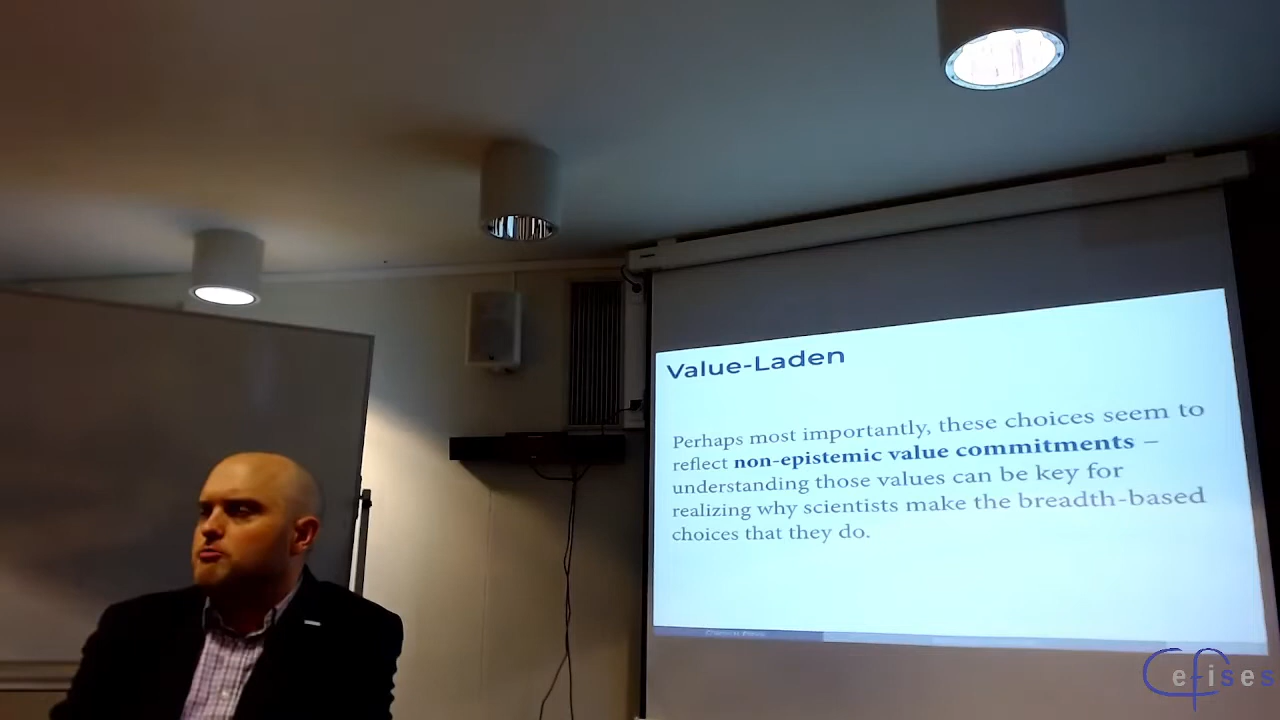 Value-Laden
Perhaps most importantly, these choices seem to
reflect non-epistemic value commitments –
understanding those values can be key for
realizing why scientists make the breadth-based
choices that they do.
Cefises